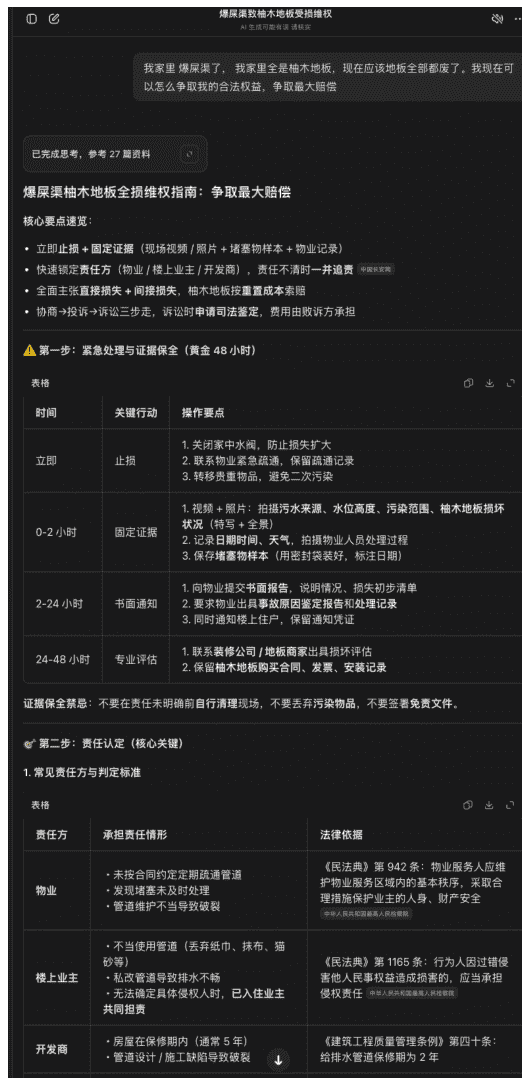 爆屎渠致柚木地板受损维权
AI 生成可能有误 请核实
我家里 爆屎渠了， 我家里全是柚木地板，现在应该地板全部都废了。我现在可
以怎么争取我的合法权益，争取最大赔偿
已完成思考，参考 27 篇资料
爆屎渠柚木地板全损维权指南：争取最大赔偿
核心要点速览：
• 立即止损 + 固定证据（现场视频 / 照片 + 堵塞物样本 + 物业记录）
• 快速锁定责任方（物业 / 楼上业主 / 开发商），责任不清时一并追责 中国长安网
• 全面主张直接损失 + 间接损失，柚木地板按重置成本索赔
• 协商→投诉→诉讼三步走，诉讼时申请司法鉴定，费用由败诉方承担
⚠️ 第一步：紧急处理与证据保全（黄金 48 小时）
表格
时间 关键行动 操作要点
立即 止损
1. 关闭家中水阀，防止损失扩大
2. 联系物业紧急疏通，保留疏通记录
3. 转移贵重物品，避免二次污染
0-2 小时 固定证据
1. 视频 + 照片：拍摄污水来源、水位高度、污染范围、柚木地板损坏
状况（特写 + 全景）
2. 记录日期时间、天气，拍摄物业人员处理过程
3. 保存堵塞物样本（用密封袋装好，标注日期）
2-24 小时 书面通知
1. 向物业提交书面报告，说明情况、损失初步清单
2. 要求物业出具事故原因鉴定报告和处理记录
3. 同时通知楼上住户，保留通知凭证
24-48 小时 专业评估
1. 联系装修公司 / 地板商家出具损坏评估
2. 保留柚木地板购买合同、发票、安装记录
证据保全禁忌：不要在责任未明确前自行清理现场，不要丢弃污染物品，不要签署免责文件。
🎯 第二步：责任认定（核心关键）
1. 常见责任方与判定标准
表格
责任方 承担责任情形 法律依据
物业
・未按合同约定定期疏通管道
・发现堵塞未及时处理
・管道维护不当导致破裂
《民法典》第 942 条：物业服务人应维
护物业服务区域内的基本秩序，采取合
理措施保护业主的人身、财产安全
中华人民共和国最高人民检察院
楼上业主
・不当使用管道（丢弃纸巾、抹布、猫
砂等）
・私改管道导致排水不畅
・无法确定具体侵权人时，已入住业主
共同担责
《民法典》第 1165 条：行为人因过错侵
害他人民事权益造成损害的，应当承担
侵权责任 中华人民共和国最高人民检察院
开发商
・房屋在保修期内（通常 5 年）
・管道设计 / 施工缺陷导致破裂
《建筑工程质量管理条例》第四十条：
给排水管道保修期为 2 年